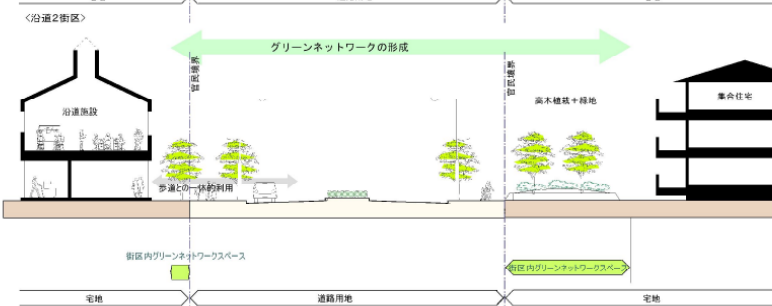 〈沿道2街区〉
グリーンネットワークの形成
官民境界
官民境界
沿道施設
高木植栽＋緑地
集合住宅
歩道との一体的利用
街区内グリーンネットワークスペース
街区内グリーンネットワークスペース
宅地
道路用地
宅地